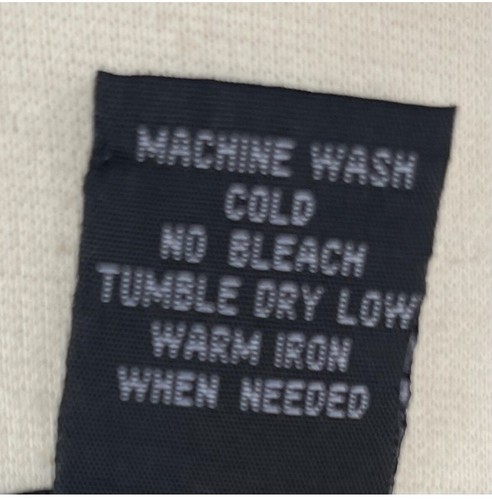 MACHINE WASH
COLD
NO BLEACH
TUMBLE DRY LOW
WARM IRON
WHEN NEEDED